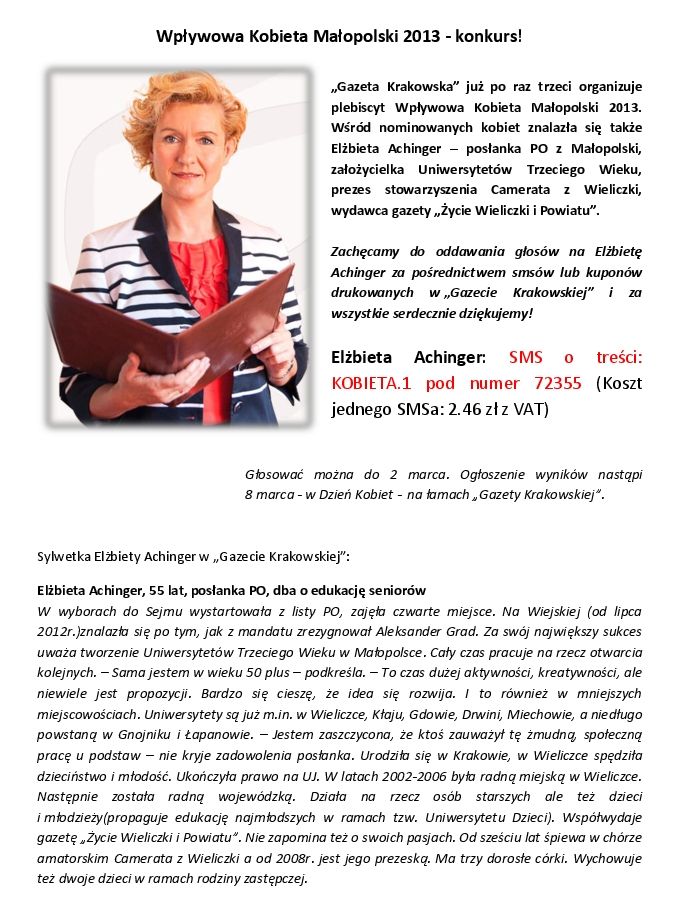 Wpływowa Kobieta Małopolski 2013 - konkurs!
„Gazeta Krakowska” już po raz trzeci organizuje
plebiscyt Wpływowa Kobieta Małopolski 2013.
Wśród nominowanych kobiet znalazła się także
Elżbieta Achinger – posłanka PO z Małopolski,
założycielka Uniwersytetów Trzeciego Wieku,
prezes stowarzyszenia Camerata z Wieliczki,
wydawca gazety „Życie Wieliczki i Powiatu”.
Zachęcamy do oddawania głosów na Elżbietę
Achinger za pośrednictwem smsów lub kuponów
drukowanych w „Gazecie Krakowskiej” i za
wszystkie serdecznie dziękujemy!
Elżbieta Achinger: SMS o treści:
KOBIETA.1 pod numer 72355 (Koszt
jednego SMSa: 2.46 zł z VAT)
Głosować można do 2 marca. Ogłoszenie wyników nastąpi
8 marca - w Dzień Kobiet - na łamach „Gazety Krakowskiej”.
Sylwetka Elżbiety Achinger w „Gazecie Krakowskiej”:
Elżbieta Achinger, 55 lat, posłanka PO, dba o edukację seniorów
W wyborach do Sejmu wystartowała z listy PO, zajęła czwarte miejsce. Na Wiejskiej (od lipca
2012r.)znalazła się po tym, jak z mandatu zrezygnował Aleksander Grad. Za swój największy sukces
uważa tworzenie Uniwersytetów Trzeciego Wieku w Małopolsce. Cały czas pracuje na rzecz otwarcia
kolejnych. – Sama jestem w wieku 50 plus – podkreśla. – To czas dużej aktywności, kreatywności, ale
niewiele jest propozycji. Bardzo się cieszę, że idea się rozwija. I to również w mniejszych
miejscowościach. Uniwersytety są już m.in. w Wieliczce, Kłaju, Gdowie, Drwini, Miechowie, a niedługo
powstaną w Gnojniku i Łapanowie. – Jestem zaszczycona, że ktoś zauważył tę żmudną, społeczną
pracę u podstaw – nie kryje zadowolenia posłanka. Urodziła się w Krakowie, w Wieliczce spędziła
dzieciństwo i młodość. Ukończyła prawo na UJ. W latach 2002-2006 była radną miejską w Wieliczce.
Następnie została radną wojewódzką. Działa na rzecz osób starszych ale też dzieci
i młodzieży(propaguje edukację najmłodszych w ramach tzw. Uniwersytetu Dzieci). Współwydaje
gazetę „Życie Wieliczki i Powiatu”. Nie zapomina też o swoich pasjach. Od sześciu lat śpiewa w chórze
amatorskim Camerata z Wieliczki a od 2008r. jest jego prezeską. Ma trzy dorosłe córki. Wychowuje
też dwoje dzieci w ramach rodziny zastępczej.